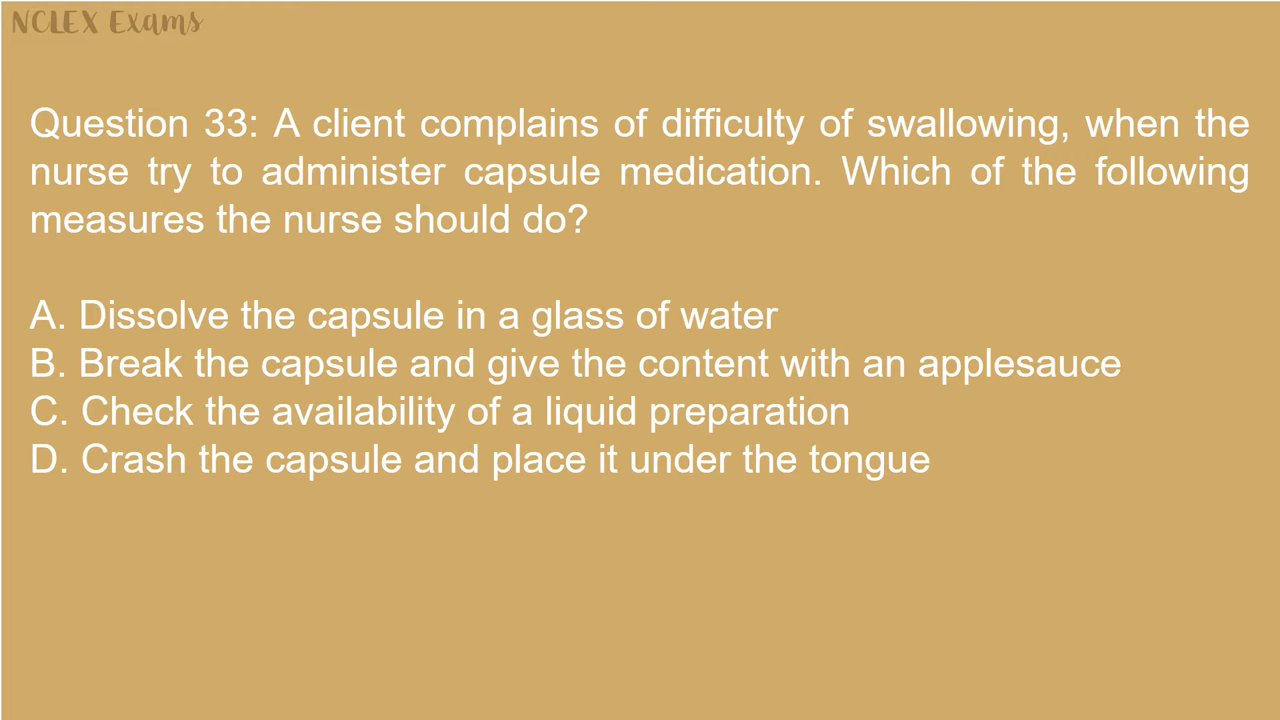 NCLEX Exams
Question 33: A client complains of difficulty of swallowing, when the
nurse try to administer capsule medication. Which of the following
measures the nurse should do?
A. Dissolve the capsule in a glass of water
B. Break the capsule and give the content with an applesauce
C. Check the availability of a liquid preparation
D. Crash the capsule and place it under the tongue